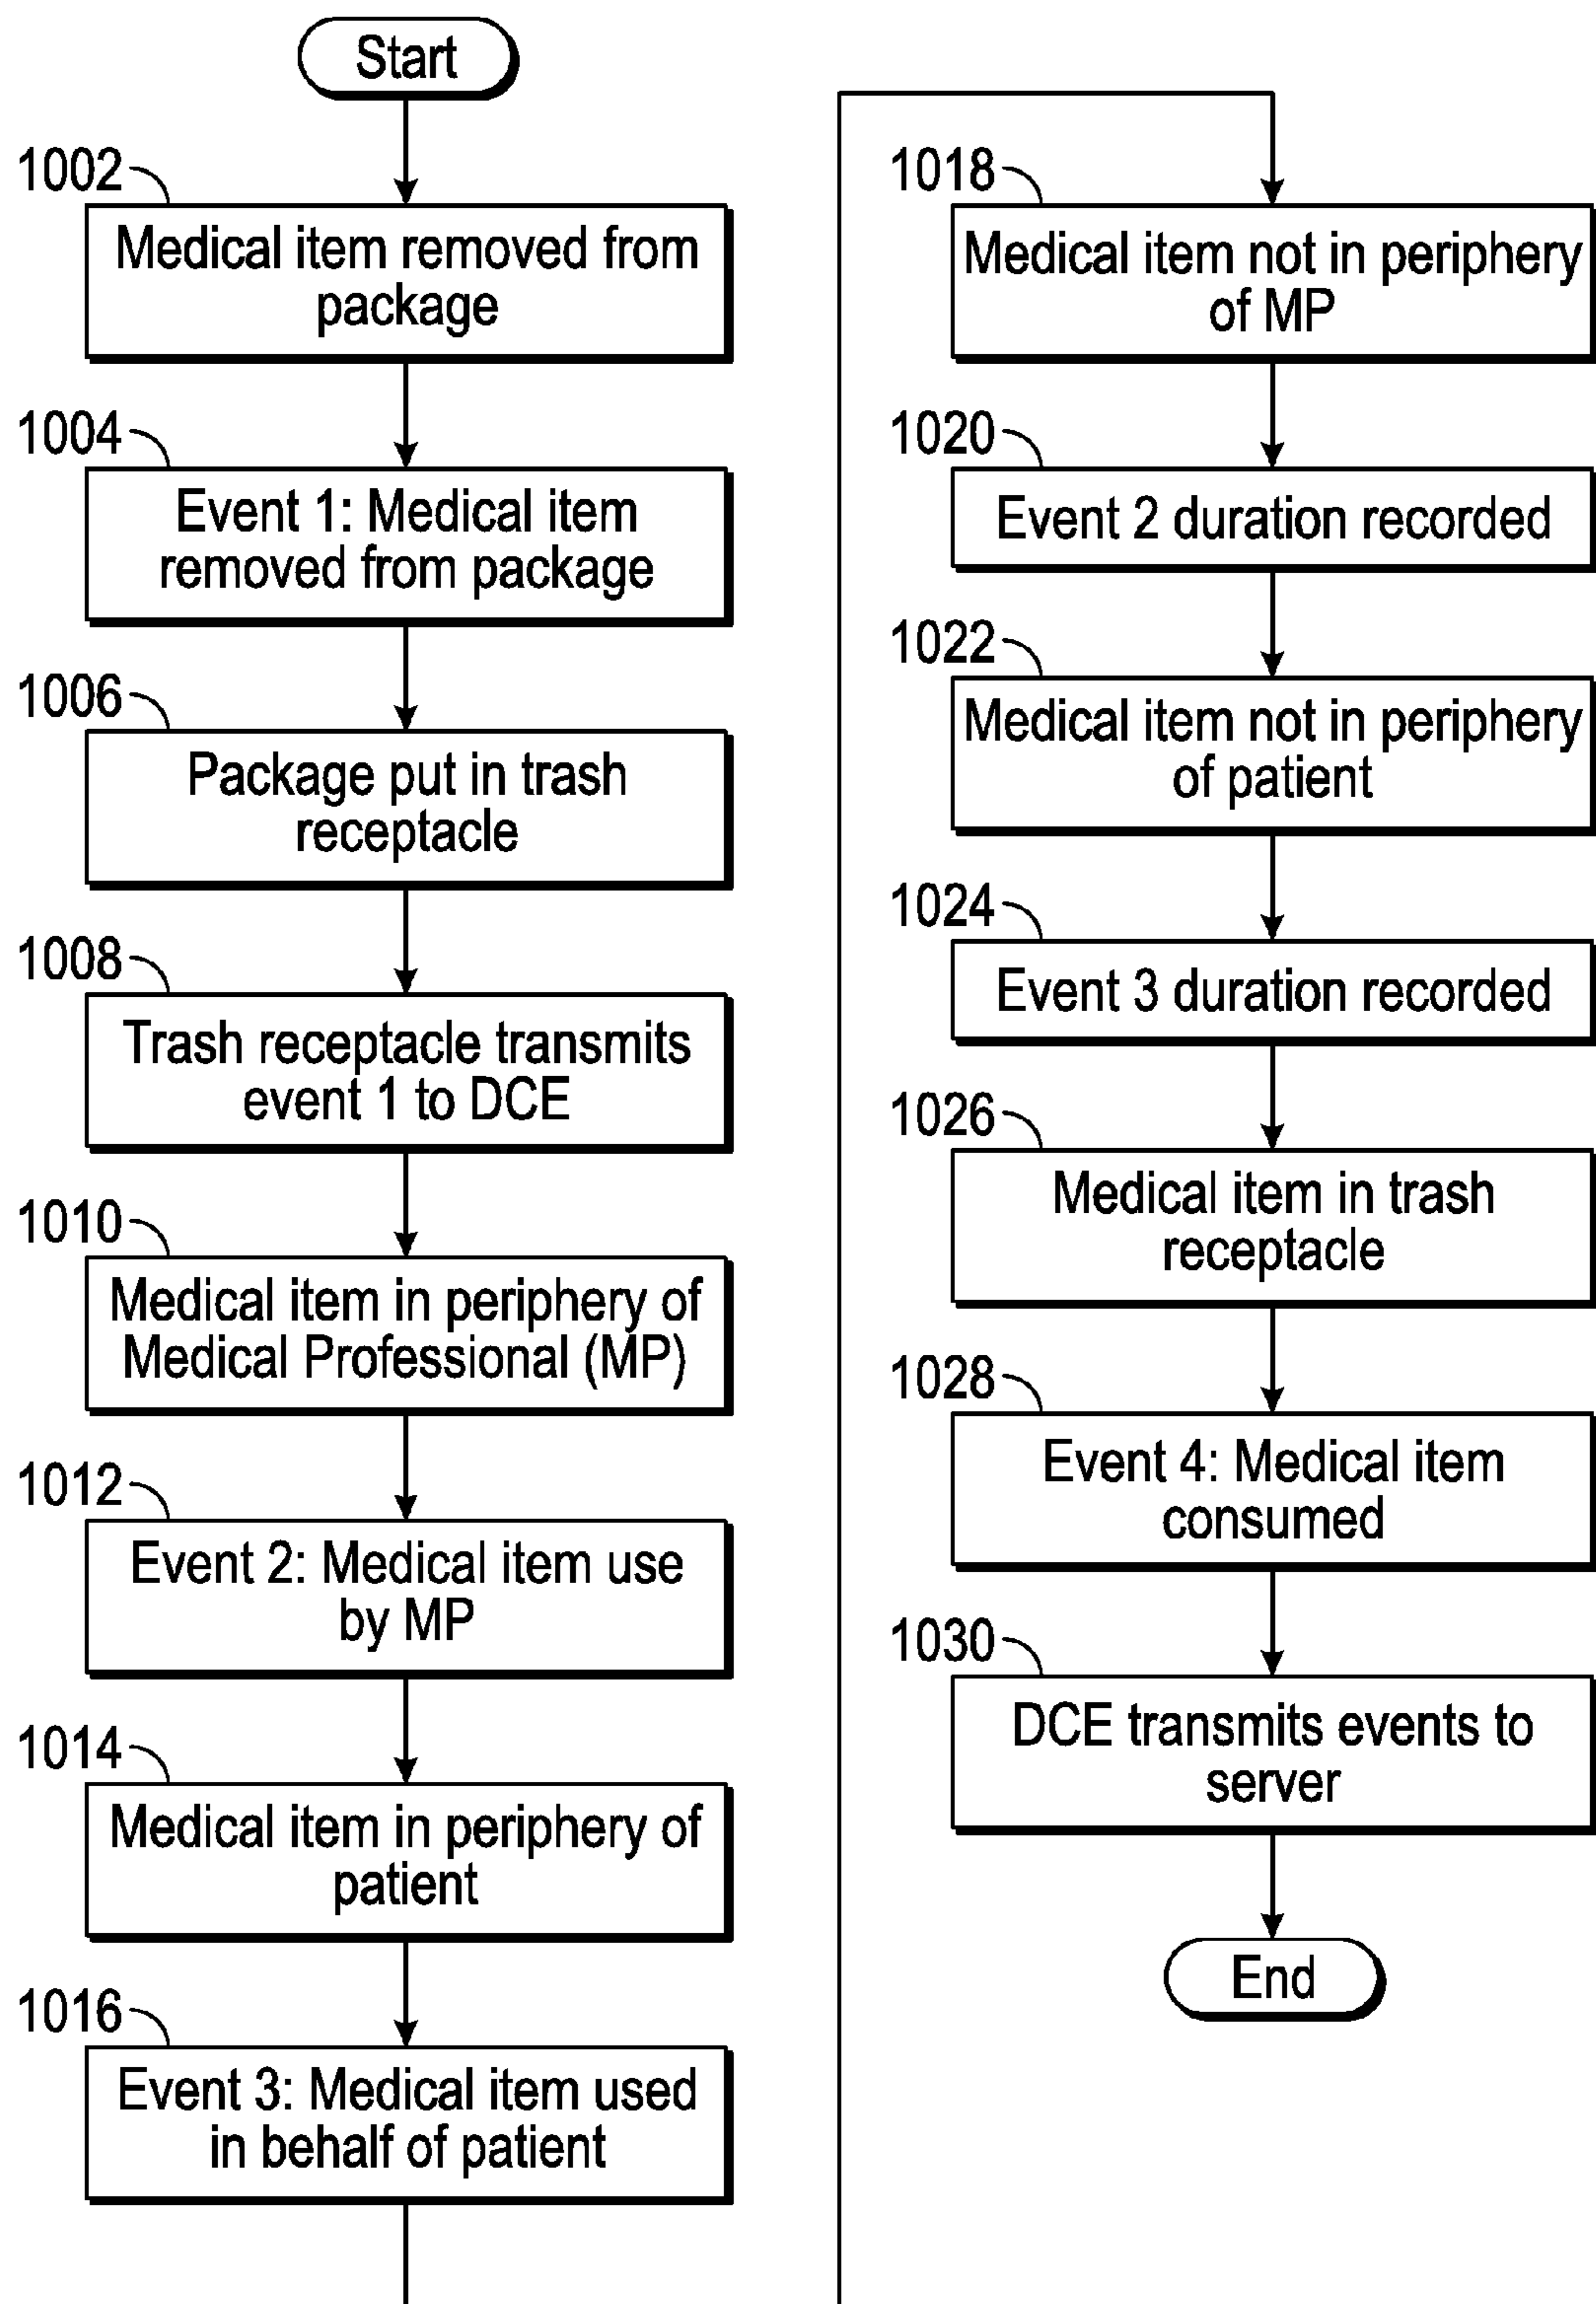 Start
1002
Medical item removed from
package
1004
Event 1: Medical item
removed from package
1006
Package put in trash
receptacle
1008
Trash receptacle transmits
event 1 to DCE
1010
Medical item in periphery of
Medical Professional (MP)
1012
Event 2: Medical item use
by MP
1014
Medical item in periphery of
patient
1016
Event 3: Medical item used
in behalf of patient
1018
Medical item not in periphery
of MP
1020
Event 2 duration recorded
1022
Medical item not in periphery
of patient
1024
Event 3 duration recorded
1026
Medical item in trash
receptacle
1028
Event 4: Medical item
consumed
1030
DCE transmits events to
server
End